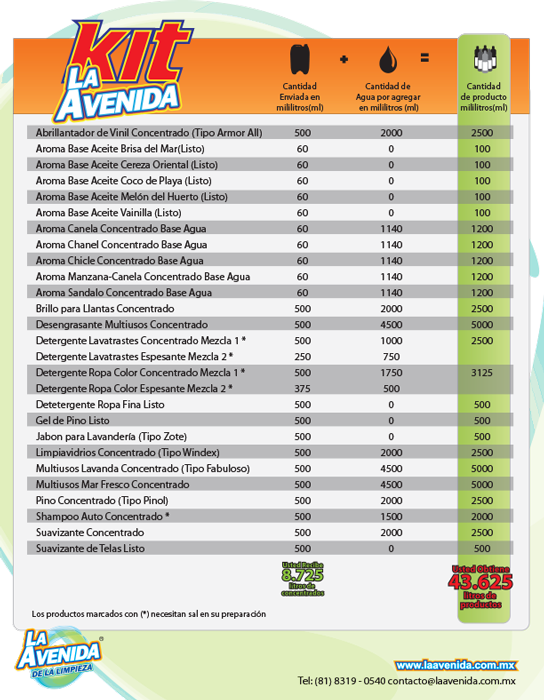 Kit
LA
AVENIDA
+ =
Cantidad Enviada en mililitros(ml)
Cantidad de Agua por agregar en mililitros (ml)
Cantidad de producto mililitros(ml)
Abrillantador de Vinil Concentrado (Tipo Armor All) 500 2000 2500
Aroma Base Aceite Brisa del Mar(Listo) 60 0 100
Aroma Base Aceite Cereza Oriental (Listo) 60 0 100
Aroma Base Aceite Coco de Playa (Listo) 60 0 100
Aroma Base Aceite Melón del Huerto (Listo) 60 0 100
Aroma Base Aceite Vainilla (Listo) 60 0 100
Aroma Canela Concentrado Base Agua 60 1140 1200
Aroma Chanel Concentrado Base Agua 60 1140 1200
Aroma Chicle Concentrado Base Agua 60 1140 1200
Aroma Manzana-Canela Concentrado Base Agua 60 1140 1200
Aroma Sandalo Concentrado Base Agua 60 1140 1200
Brillo para Llantas Concentrado 500 2000 2500
Desengrasante Multiusos Concentrado 500 4500 5000
Detergente Lavatrastes Concentrado Mezcla 1 * 500 1000 2500
Detergente Lavatrastes Espesante Mezcla 2 * 250 750
Detergente Ropa Color Concentrado Mezcla 1 * 500 1750 3125
Detergente Ropa Color Espesante Mezcla 2 * 375 500
Detetergente Ropa Fina Listo 500 0 500
Gel de Pino Listo 500 0 500
Jabon para Lavandería (Tipo Zote) 500 0 500
Limpiavidrios Concentrado (Tipo Windex) 500 2000 2500
Multiusos Lavanda Concentrado (Tipo Fabuloso) 500 4500 5000
Multiusos Mar Fresco Concentrado 500 4500 5000
Pino Concentrado (Tipo Pinol) 500 2000 2500
Shampoo Auto Concentrado * 500 1500 2000
Suavizante Concentrado 500 2000 2500
Suavizante de Telas Listo 500 0 500
Usted Recibe
8.725
litros de
concentrados
Usted Obtiene
43.625
litros de
productos
Los productos marcados con (*) necesitan sal en su preparación
LA
AVENIDA
DE LA LIMPIEZA
®
www.laavenida.com.mx
Tel: (81) 8319 - 0540 contacto@laavenida.com.mx